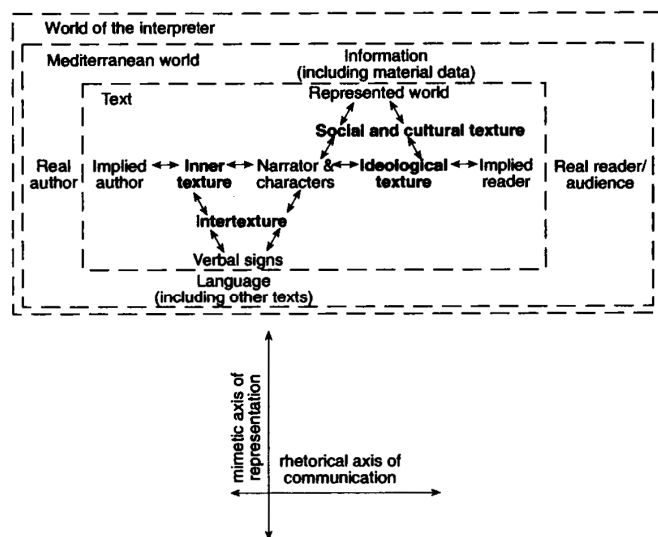 World of the interpreter
Mediterranean world
Information
(including material data)
Text
Represented world
Social and cultural texture
Real author
Implied author
Inner texture
Narrator & characters
Ideological texture
Implied reader
Real reader/ audience
Intertexture
Verbal signs
Language
(including other texts)
mimetic axis of
representation
rhetorical axis of
communication